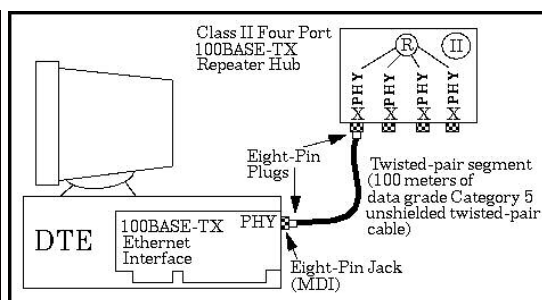 Class II Four Port
100BASE-TX
Repeater Hub
R
II
PHY PHY PHY PHY
X X X X
Eight-Pin
Plugs
Twisted-pair segment
(100 meters of
data grade Category 5
unshielded twisted-pair
cable)
DTE
100BASE-TX
Ethernet
Interface
PHY
Eight-Pin Jack
(MDI)